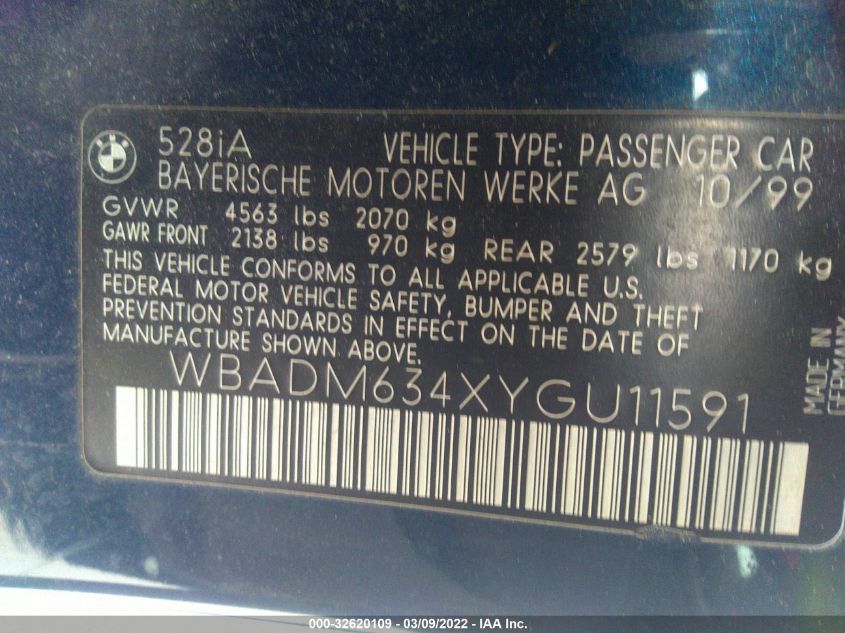 BMW
528iA VEHICLE TYPE: PASSENGER CAR
BAYERISCHE MOTOREN WERKE AG 10/99
GVWR 4563 lbs 2070 kg
GAWR FRONT 2138 lbs 970 kg REAR 2579 lbs 1170 kg
THIS VEHICLE CONFORMS TO ALL APPLICABLE U.S.
FEDERAL MOTOR VEHICLE SAFETY, BUMPER AND THEFT
PREVENTION STANDARDS IN EFFECT ON THE DATE OF
MANUFACTURE SHOWN ABOVE.
WBADM634XYGU11591
MADE IN
GERMANY
000-32620109 - 03/09/2022 - IAA Inc.